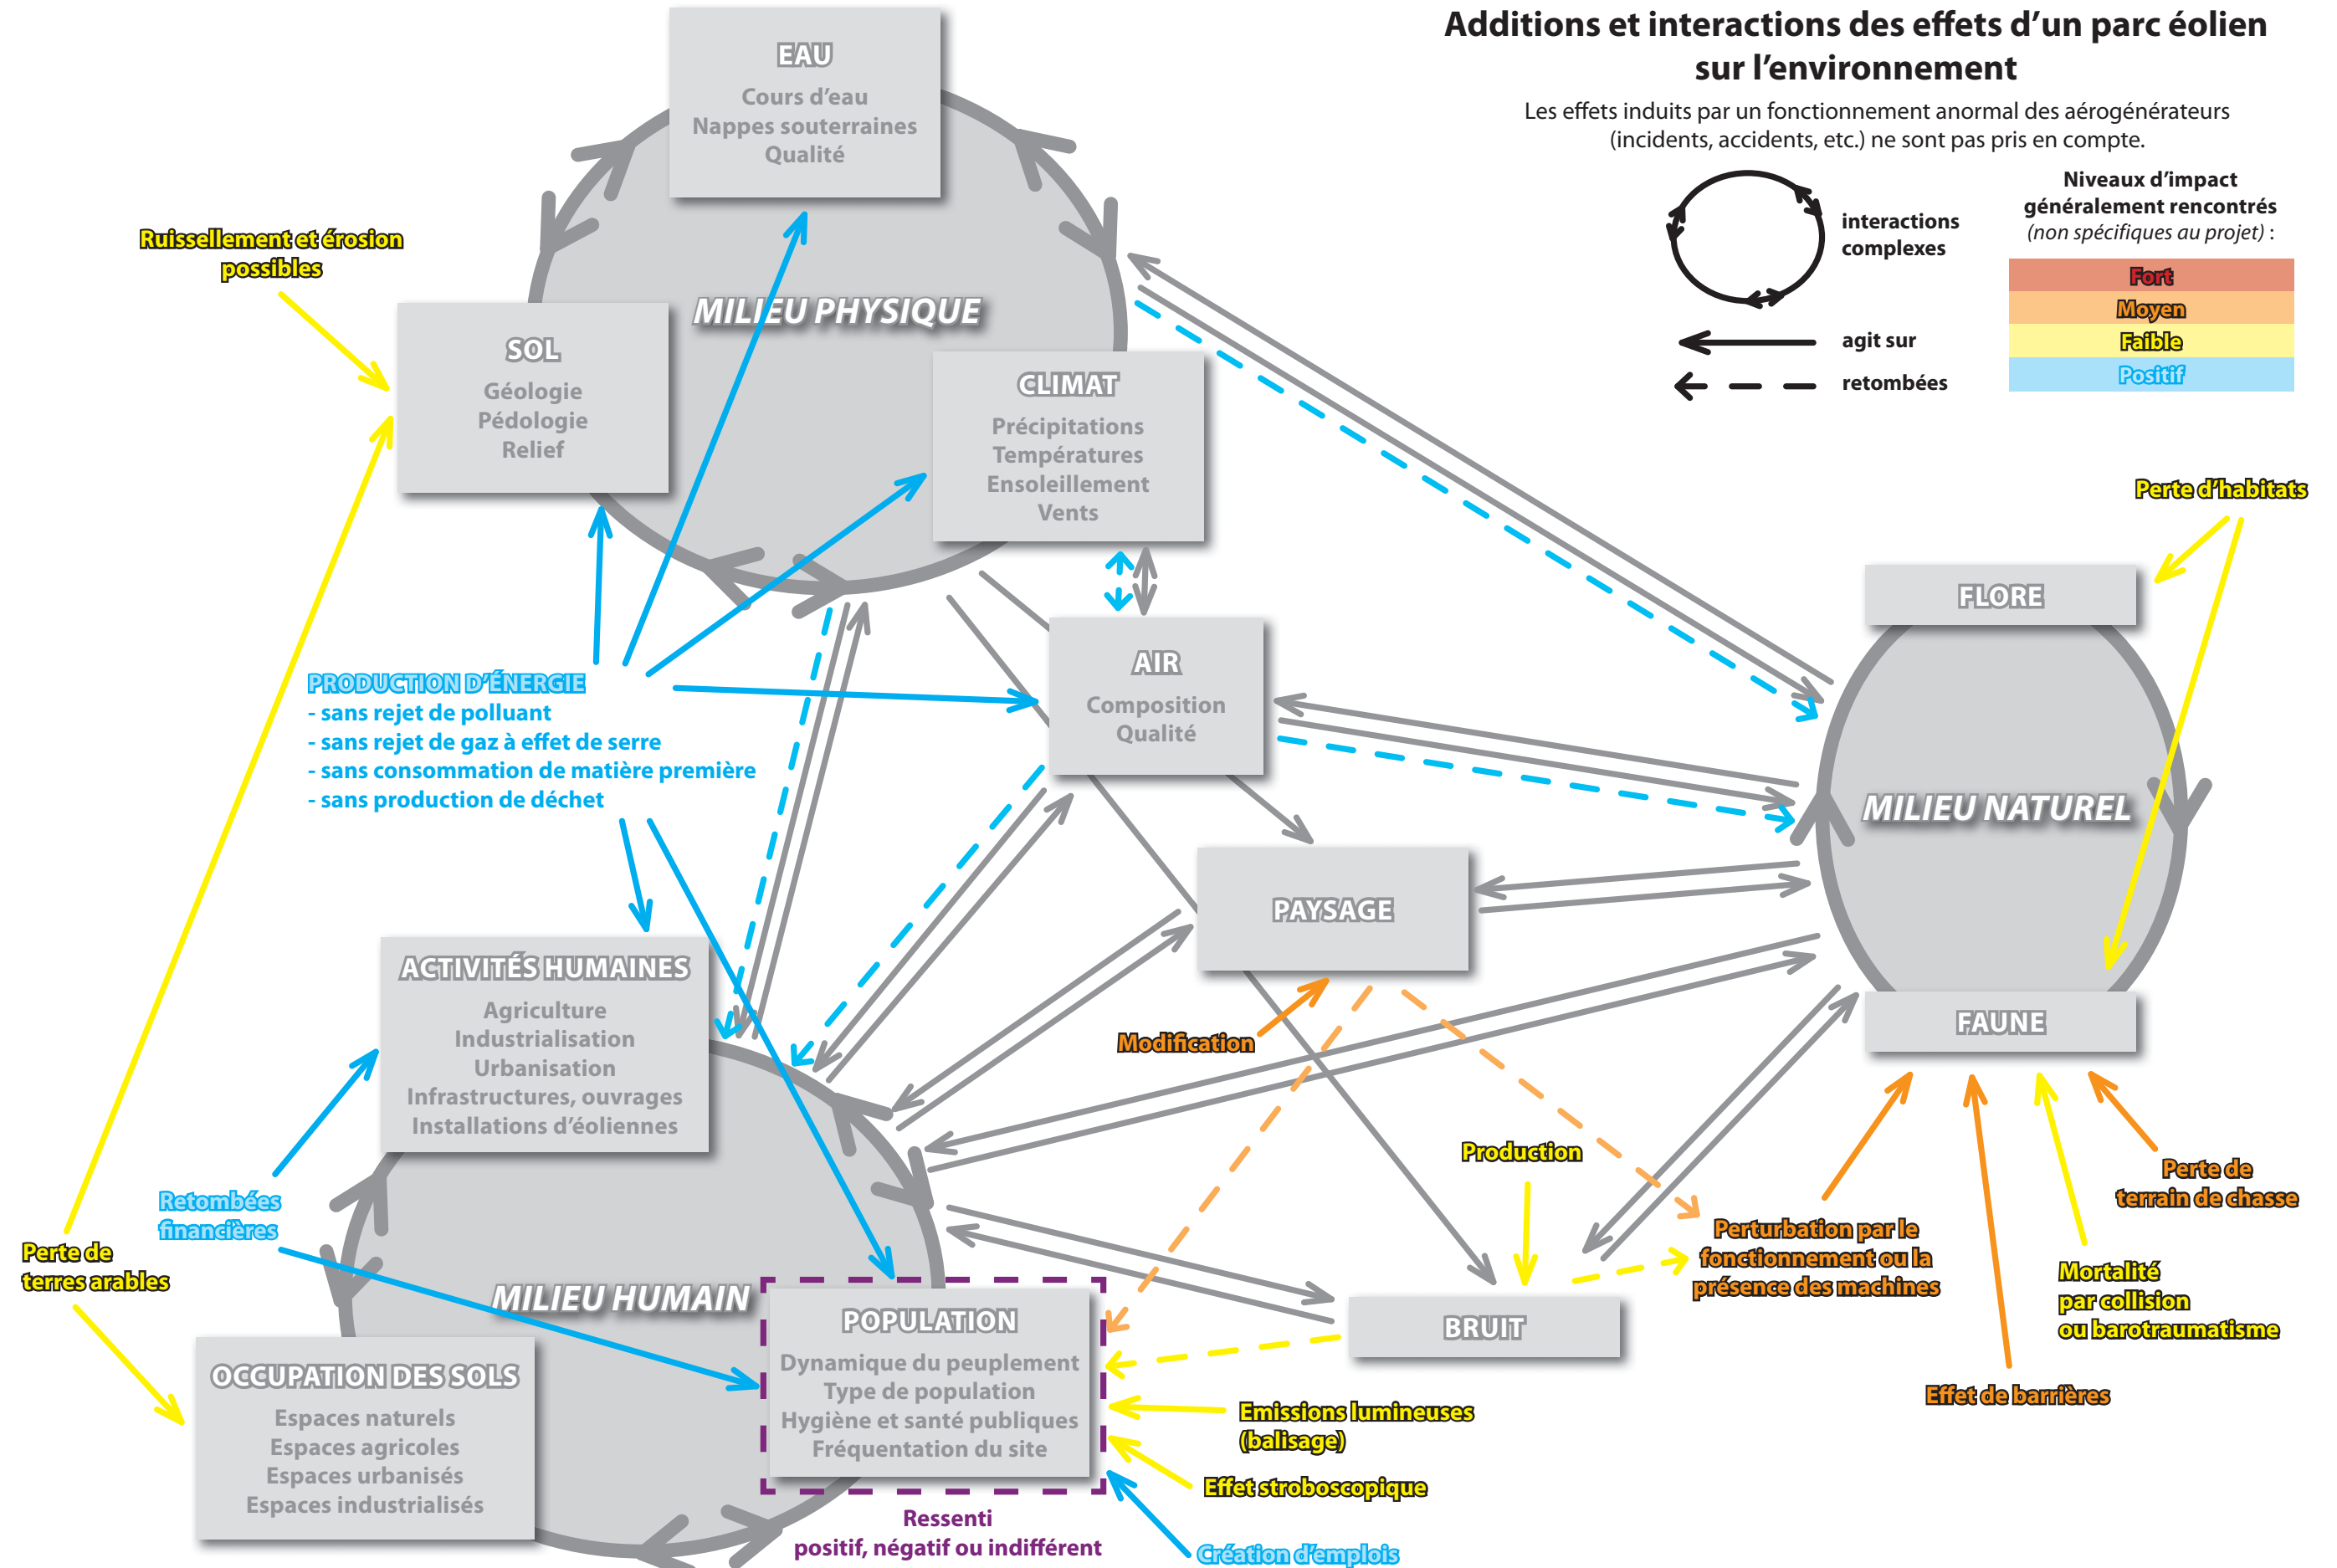 Additions et interactions des effets d’un parc éolien
sur l’environnement
Les effets induits par un fonctionnement anormal des aérogénérateurs
(incidents, accidents, etc.) ne sont pas pris en compte.
interactions
complexes
agit sur
retombées
Niveaux d’impact
généralement rencontrés
(non spécifiques au projet) :
Fort
Moyen
Faible
Positif
EAU
Cours d’eau
Nappes souterraines
Qualité
Ruissellement et érosion
possibles
MILIEU PHYSIQUE
SOL
Géologie
Pédologie
Relief
CLIMAT
Précipitations
Températures
Ensoleillement
Vents
Perte d’habitats
FLORE
AIR
Composition
Qualité
PRODUCTION D’ÉNERGIE
- sans rejet de polluant
- sans rejet de gaz à effet de serre
- sans consommation de matière première
- sans production de déchet
MILIEU NATUREL
PAYSAGE
ACTIVITÉS HUMAINES
Agriculture
Industrialisation
Urbanisation
Infrastructures, ouvrages
Installations d’éoliennes
FAUNE
Modification
Production
Perte de
terrain de chasse
Retombées
financières
Perturbation par le
fonctionnement ou la
présence des machines
Perte de
terres arables
Mortalité
par collision
ou barotraumatisme
MILIEU HUMAIN
POPULATION
Dynamique du peuplement
Type de population
Hygiène et santé publiques
Fréquentation du site
BRUIT
OCCUPATION DES SOLS
Espaces naturels
Espaces agricoles
Espaces urbanisés
Espaces industrialisés
Effet de barrières
Emissions lumineuses
(balisage)
Effet stroboscopique
Ressenti
positif, négatif ou indifférent
Création d’emplois